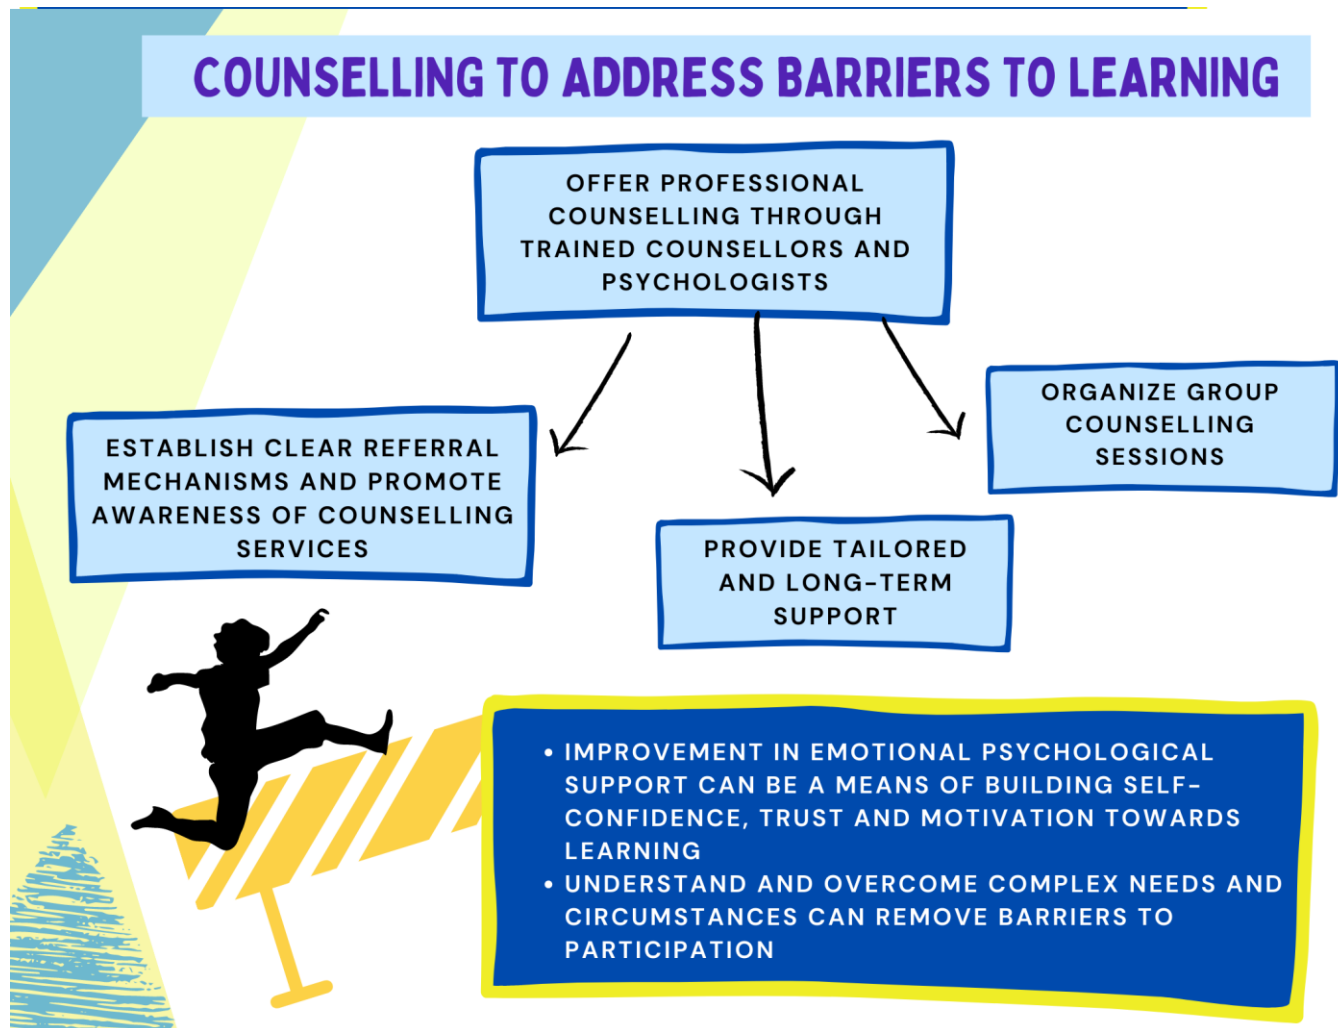 COUNSELLING TO ADDRESS BARRIERS TO LEARNING
OFFER PROFESSIONAL
COUNSELLING THROUGH
TRAINED COUNSELLORS AND
PSYCHOLOGISTS
ESTABLISH CLEAR REFERRAL
MECHANISMS AND PROMOTE
AWARENESS OF COUNSELLING
SERVICES
PROVIDE TAILORED
AND LONG-TERM
SUPPORT
ORGANIZE GROUP
COUNSELLING
SESSIONS
• IMPROVEMENT IN EMOTIONAL PSYCHOLOGICAL
SUPPORT CAN BE A MEANS OF BUILDING SELF-
CONFIDENCE, TRUST AND MOTIVATION TOWARDS
LEARNING
• UNDERSTAND AND OVERCOME COMPLEX NEEDS AND
CIRCUMSTANCES CAN REMOVE BARRIERS TO
PARTICIPATION